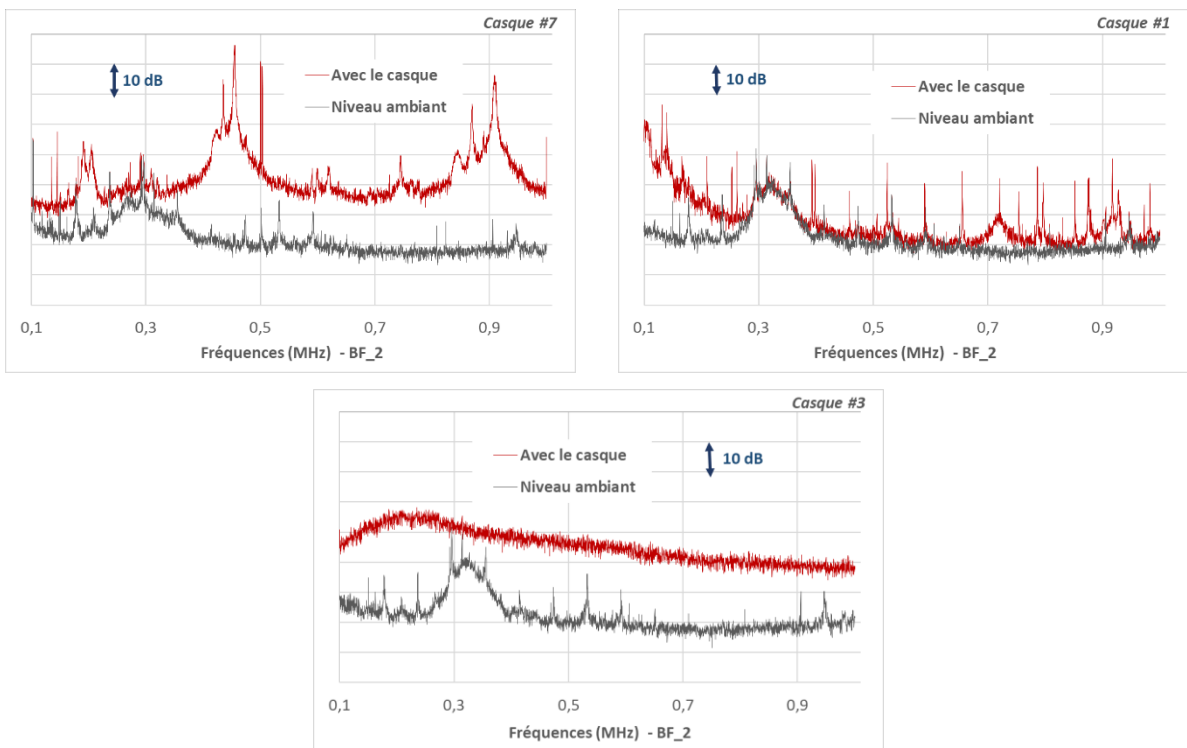 Casque #7
10 dB
Avec le casque
Niveau ambiant
0,1 0,3 0,5 0,7 0,9
Fréquences (MHz) - BF_2
Casque #1
10 dB
Avec le casque
Niveau ambiant
0,1 0,3 0,5 0,7 0,9
Fréquences (MHz) - BF_2
Casque #3
Avec le casque
10 dB
Niveau ambiant
0,1 0,3 0,5 0,7 0,9
Fréquences (MHz) - BF_2